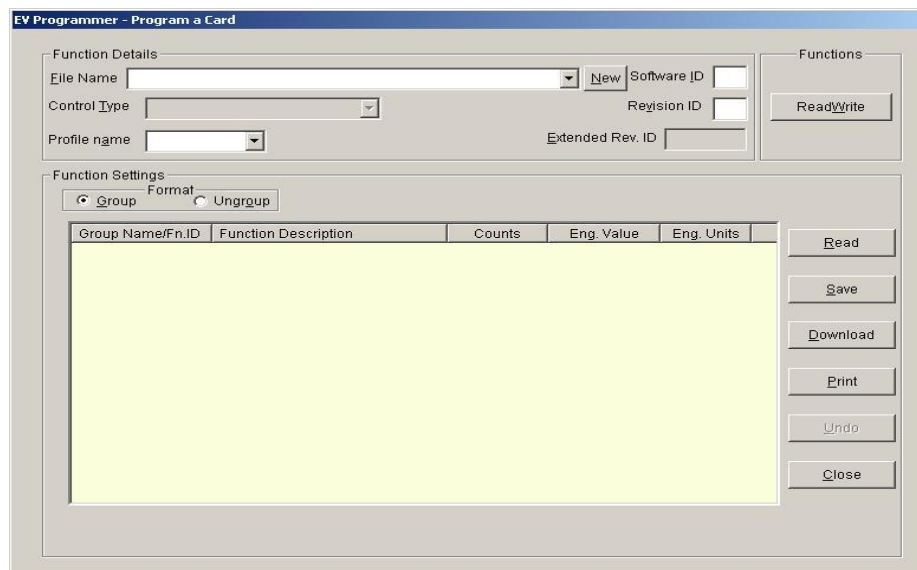 EV Programmer - Program a Card
Function Details
File Name
New
Software ID
Control Type
Revision ID
Profile name
Extended Rev. ID
Functions
ReadWrite
Function Settings
Format
Group
Ungroup
Group Name/Fn.ID Function Description Counts Eng. Value Eng. Units
Read
Save
Download
Print
Undo
Close